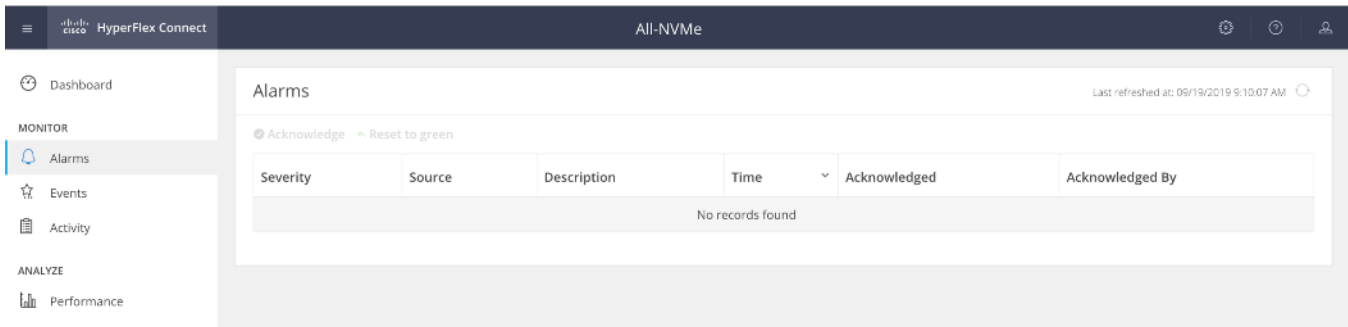 cisco HyperFlex Connect All-NVMe
Dashboard
MONITOR
Alarms
Events
Activity
ANALYZE
Performance
Alarms Last refreshed at: 09/19/2019 9:10:07 AM
Acknowledge Reset to green
Severity Source Description Time Acknowledged Acknowledged By
No records found